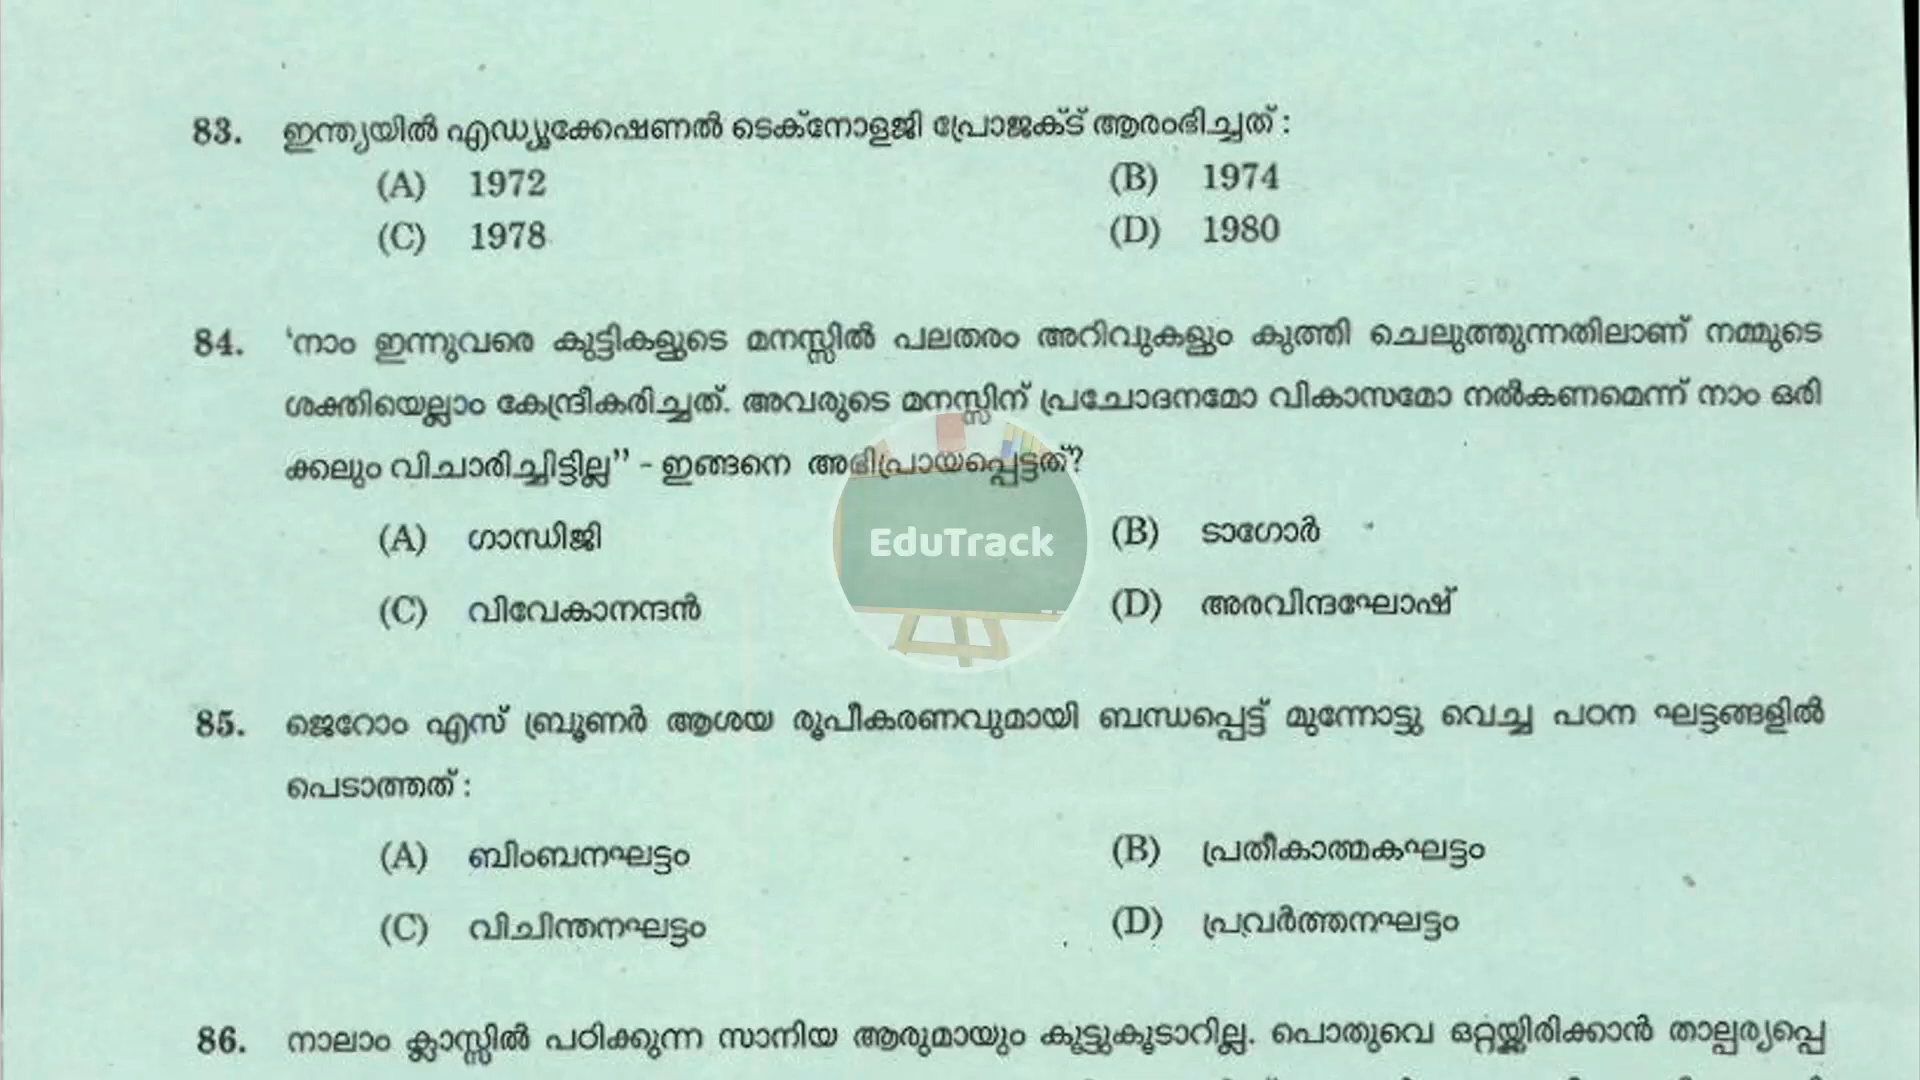 83. ഇന്ത്യയിൽ എഡ്യൂക്കേഷണൽ ടെക്നോളജി പ്രോജക്ട് ആരംഭിച്ചത് :
(A) 1972 (B) 1974
(C) 1978 (D) 1980
84. 'നാം ഇന്നുവരെ കുട്ടികളുടെ മനസ്സിൽ പലതരം അറിവുകളും കുത്തി ചെലുത്തുന്നതിലാണ് നമ്മുടെ
ശക്തിയെല്ലാം കേന്ദ്രീകരിച്ചത്. അവരുടെ മനസ്സിന് പ്രചോദനമോ വികാസമോ നൽകണമെന്ന് നാം ഒരി
ക്കലും വിചാരിച്ചിട്ടില്ല” - ഇങ്ങനെ അഭിപ്രായപ്പെട്ടത്?
(A) ഗാന്ധിജി (B) ടാഗോർ
EduTrack
(C) വിവേകാനന്ദൻ (D) അരവിന്ദഘോഷ്
85. ജെറോം എസ് ബ്രൂണർ ആശയ രൂപീകരണവുമായി ബന്ധപ്പെട്ട് മുന്നോട്ടു വെച്ച പഠന ഘട്ടങ്ങളിൽ
പെടാത്തത് :
(A) ബിംബനഘട്ടം (B) പ്രതീകാത്മകഘട്ടം
(C) വിചിന്തനഘട്ടം (D) പ്രവർത്തനഘട്ടം
86. നാലാം ക്ലാസ്സിൽ പഠിക്കുന്ന സാനിയ ആരുമായും കൂട്ടുകൂടാറില്ല. പൊതുവെ ഒറ്റയ്ക്കിരിക്കാൻ താല്പര്യപ്പെ